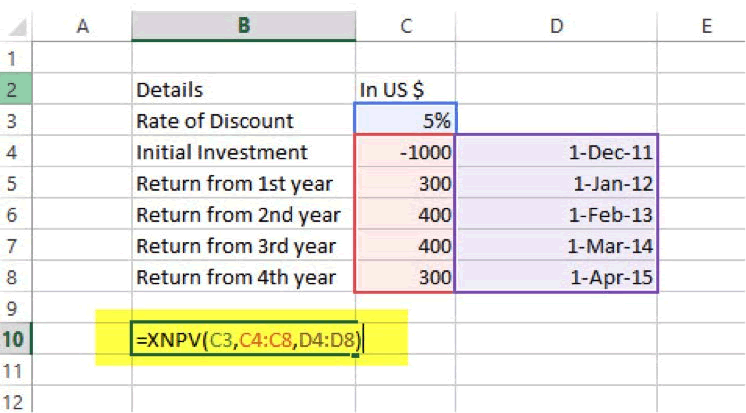 A B C D E
1
2 Details In US $
3 Rate of Discount 5%
4 Initial Investment -1000 1-Dec-11
5 Return from 1st year 300 1-Jan-12
6 Return from 2nd year 400 1-Feb-13
7 Return from 3rd year 400 1-Mar-14
8 Return from 4th year 300 1-Apr-15
9
10 =XNPV(C3,C4:C8,D4:D8)
11
12